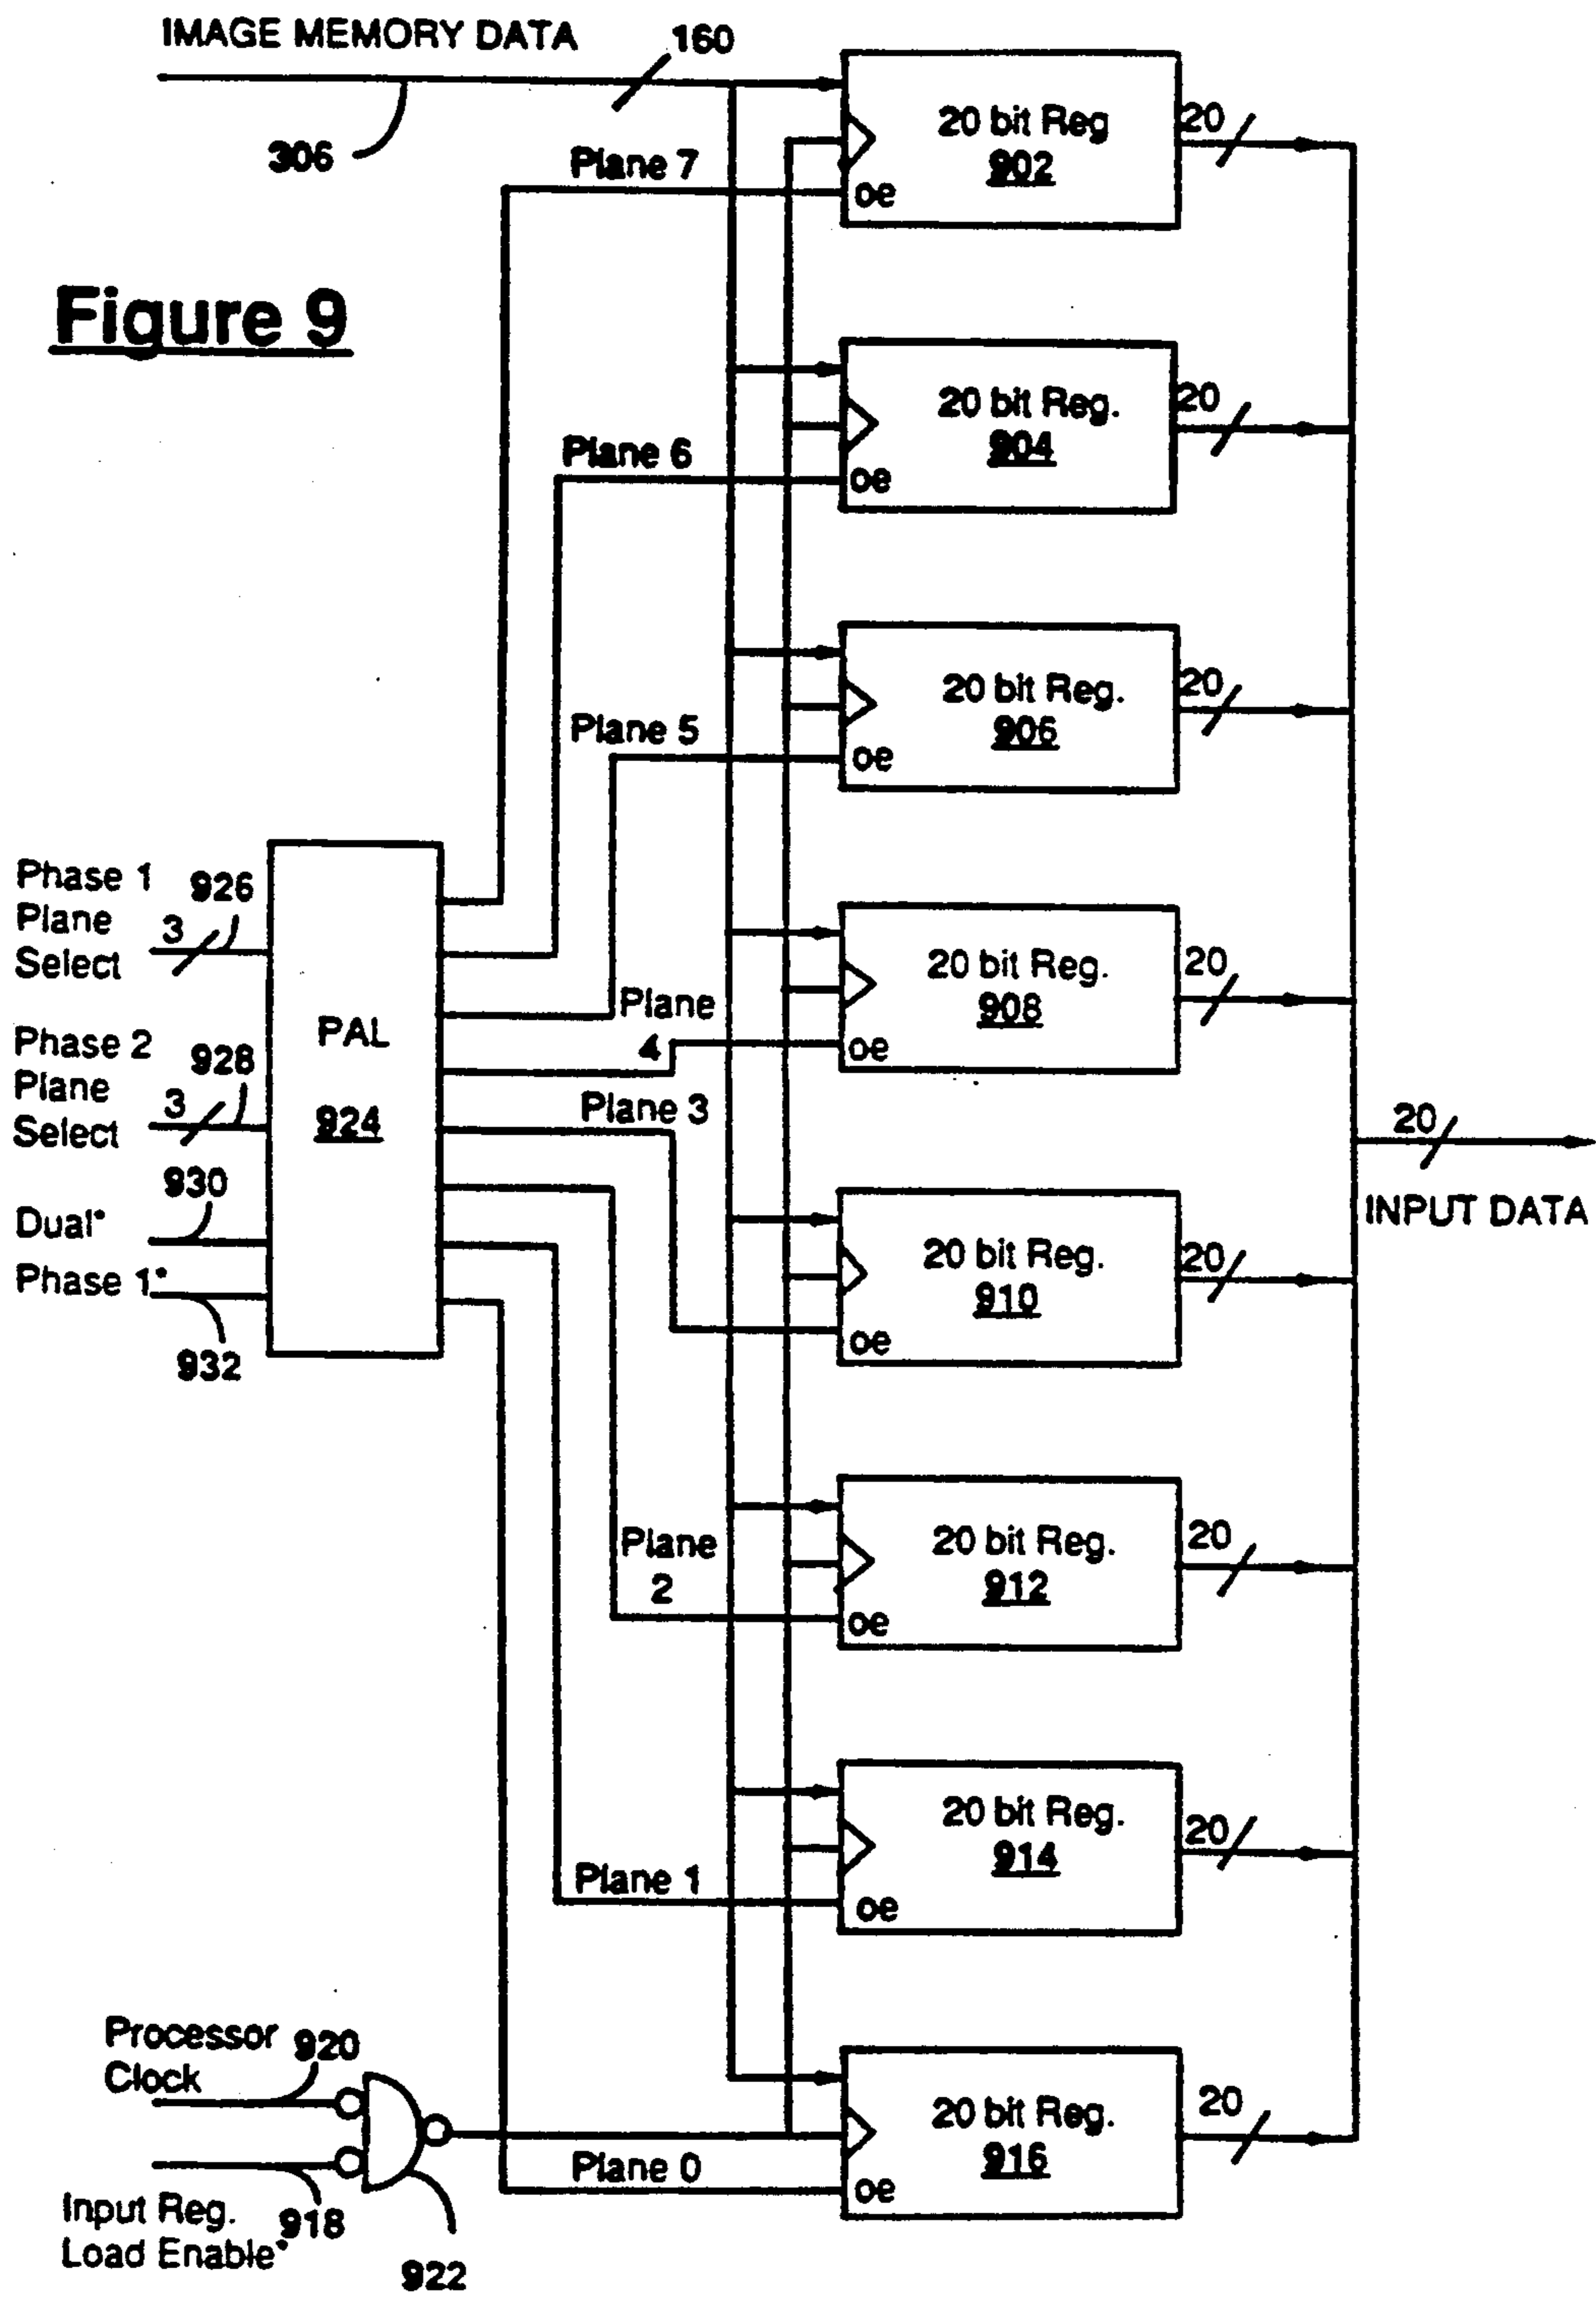 IMAGE MEMORY DATA
160
306
Figure 9
Plane 7
20 bit Reg
902
oe
20
Plane 6
20 bit Reg.
904
oe
20
Plane 5
20 bit Reg.
906
oe
20
Phase 1
Plane
Select
926
3
Phase 2
Plane
Select
928
3
930
Dual*
Phase 1*
932
PAL
924
Plane
4
20 bit Reg.
908
oe
20
Plane 3
20 bit Reg.
910
oe
20
20
INPUT DATA
Plane
2
20 bit Reg.
912
oe
20
Plane 1
20 bit Reg.
914
oe
20
Processor
Clock
920
Input Reg.
Load Enable*
918
922
Plane 0
20 bit Reg.
916
oe
20